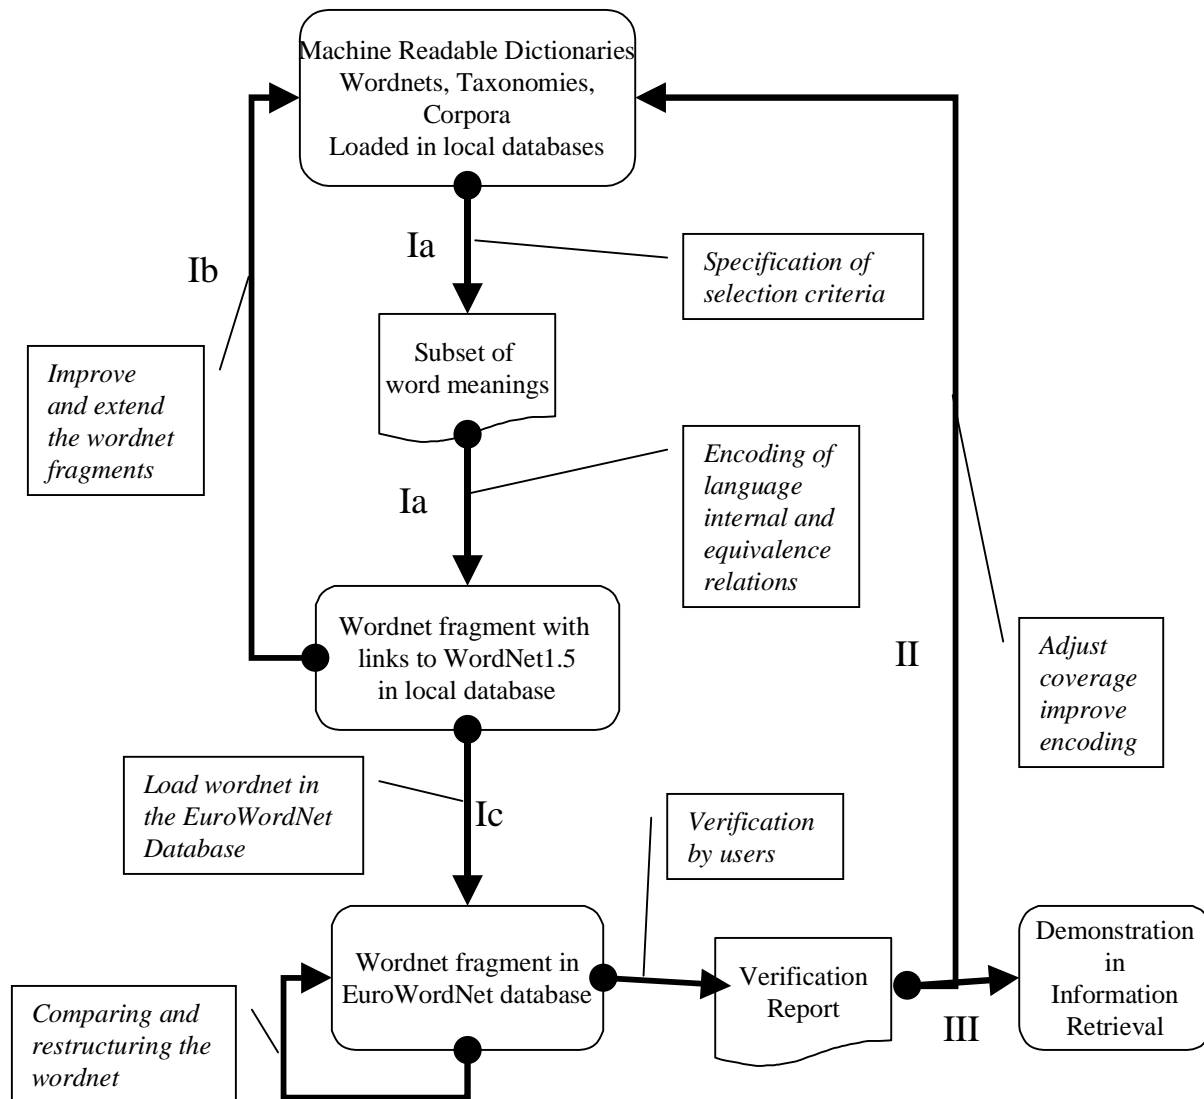 Machine Readable Dictionaries
Wordnets, Taxonomies,
Corpora
Loaded in local databases
Ia
Ib
Specification of
selection criteria
Subset of
word meanings
Improve
and extend
the wordnet
fragments
Ia
Encoding of
language
internal and
equivalence
relations
Wordnet fragment with
links to WordNet1.5
in local database
II
Adjust
coverage
improve
encoding
Load wordnet in
the EuroWordNet
Database
Ic
Verification
by users
Wordnet fragment in
EuroWordNet database
Verification
Report
III
Demonstration
in
Information
Retrieval
Comparing and
restructuring the
wordnet